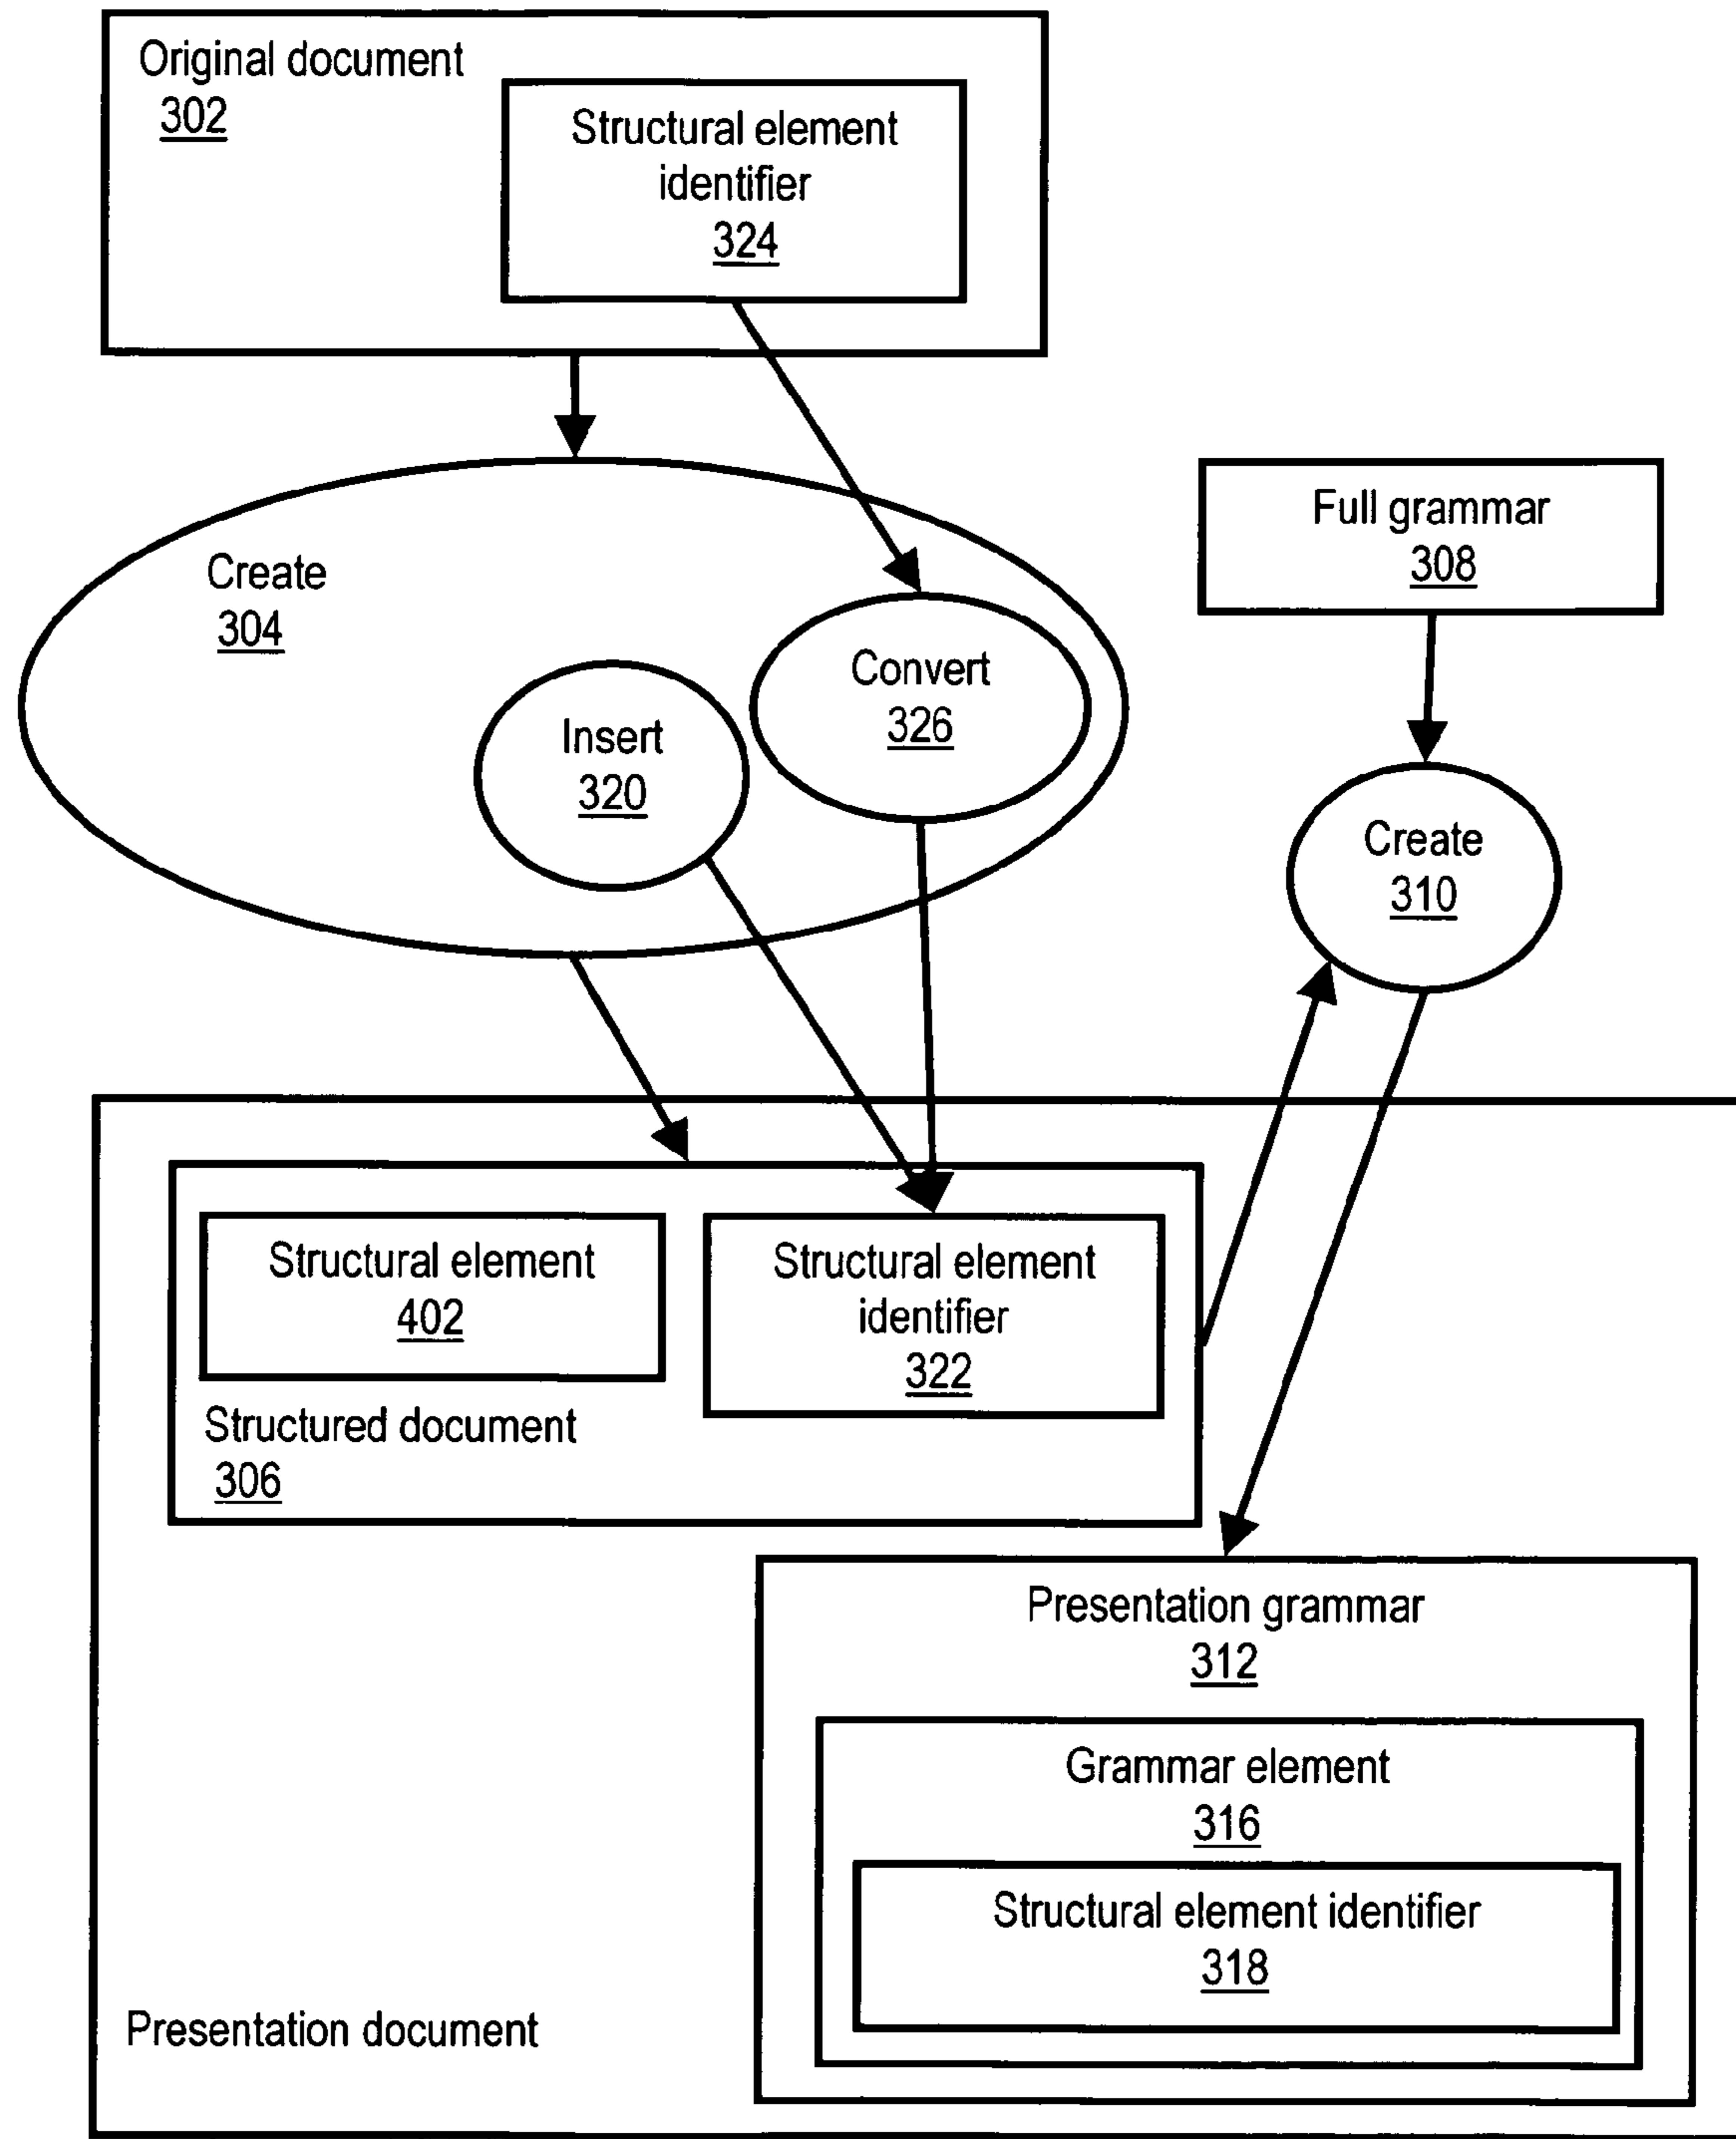 Original document
302
Structural element
identifier
324
Create
304
Convert
326
Insert
320
Full grammar
308
Create
310
Structural element
402
Structural element
identifier
322
Structured document
306
Presentation grammar
312
Grammar element
316
Structural element identifier
318
Presentation document